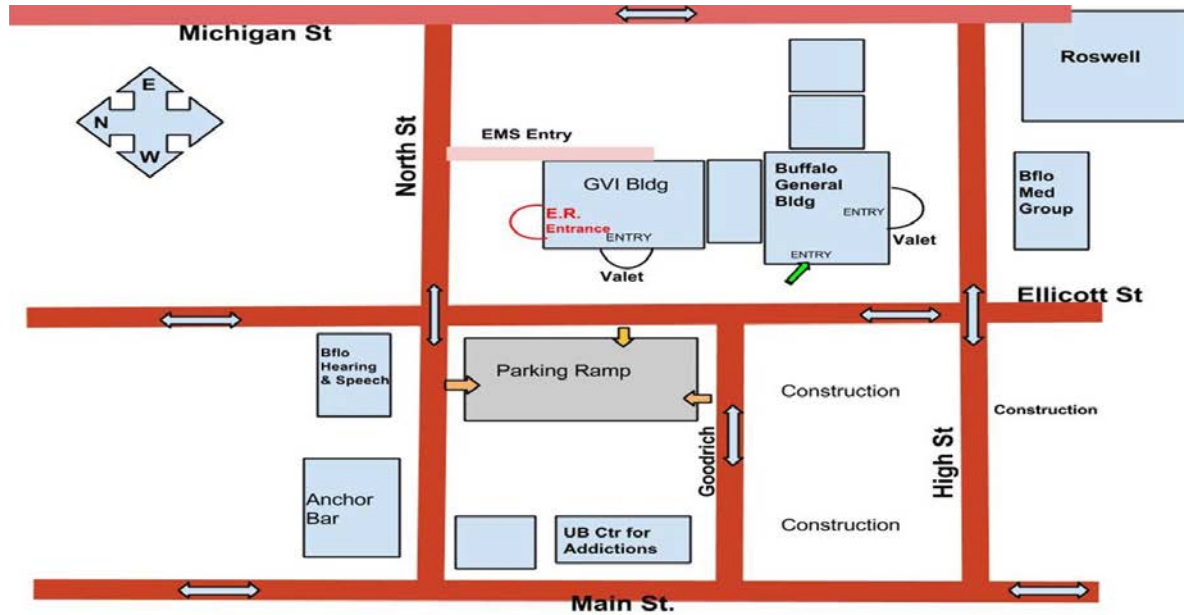 Michigan St
Roswell
E
N
W
North St
EMS Entry
GVI Bldg
E.R.
Entrance
ENTRY
Valet
Buffalo
General
Bldg
ENTRY
ENTRY
Valet
Bflo
Med
Group
Ellicott St
Bflo
Hearing
& Speech
Parking Ramp
Goodrich
Construction
High St
Construction
Anchor
Bar
UB Ctr for
Addictions
Construction
Main St.